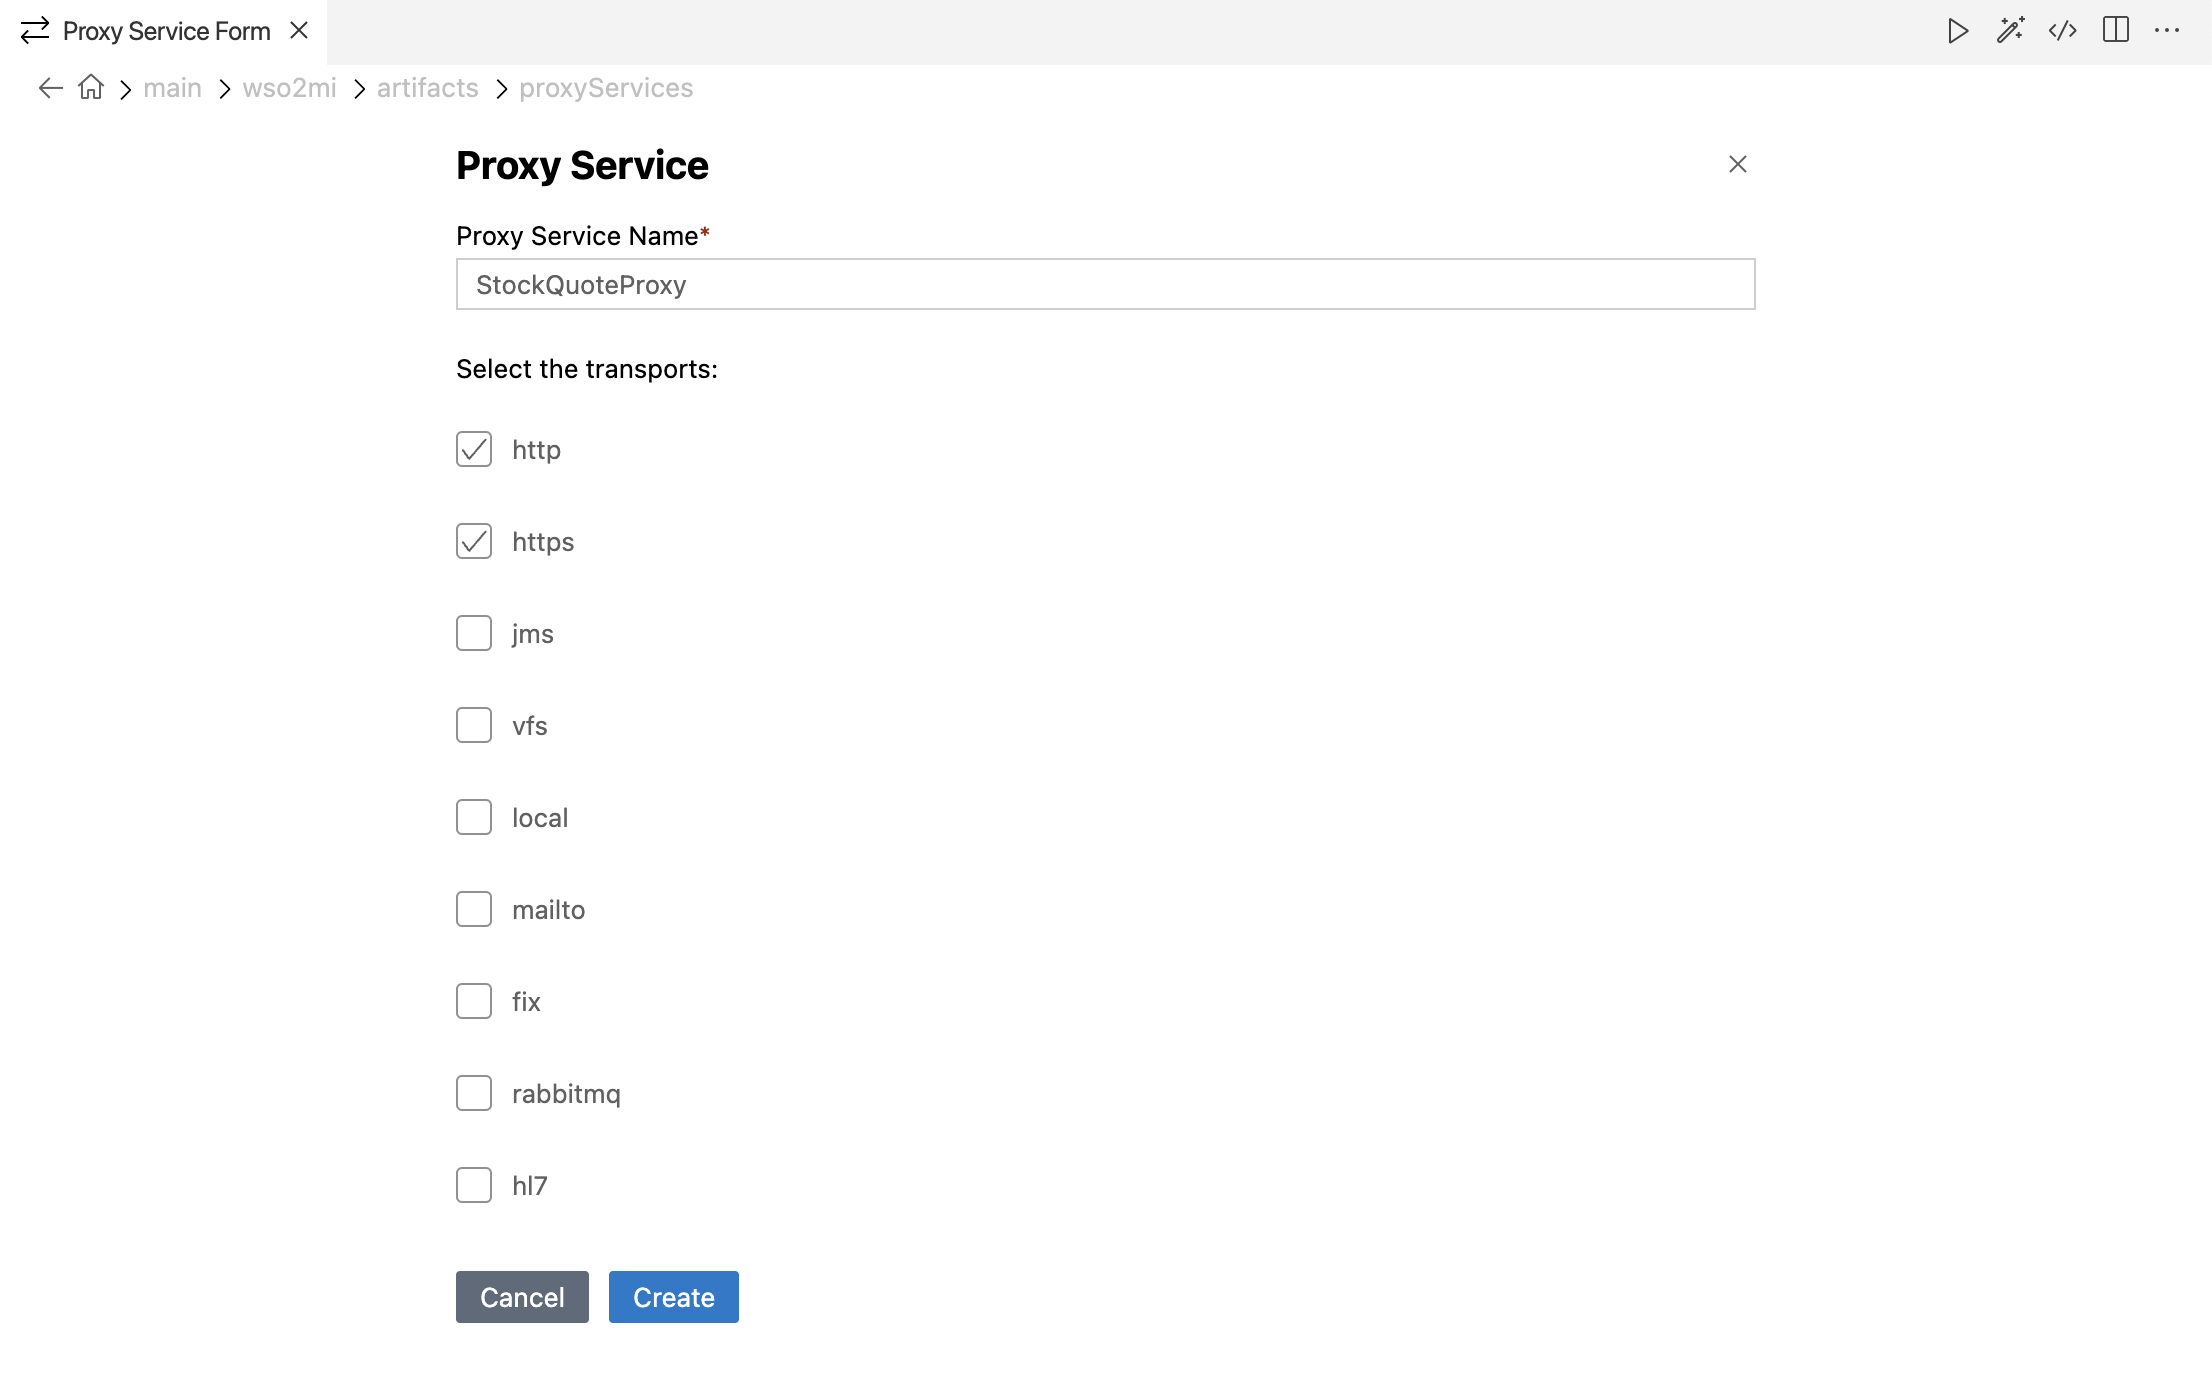 Proxy Service Form
main wso2mi artifacts proxyServices
Proxy Service
Proxy Service Name*
StockQuoteProxy
Select the transports:
http
https
jms
vfs
local
mailto
fix
rabbitmq
hl7
Cancel Create